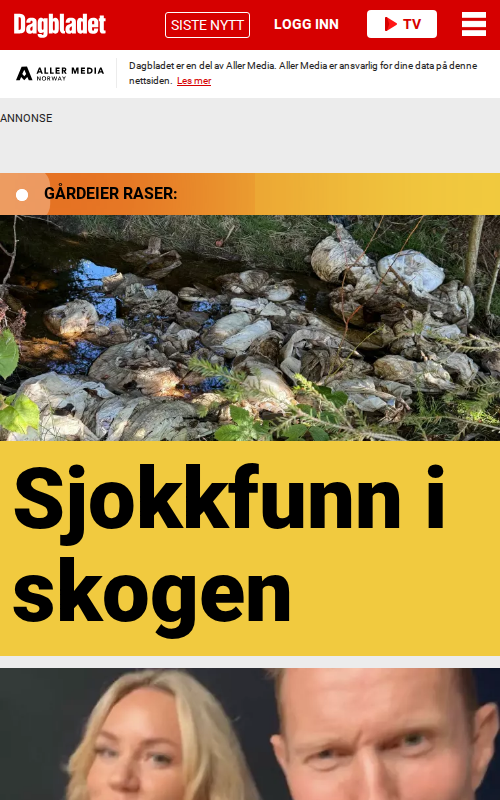 Dagbladet
SISTE NYTT
LOGG INN
TV
ALLER MEDIA
NORWAY
Dagbladet er en del av Aller Media. Aller Media er ansvarlig for dine data på denne
nettsiden. Les mer
ANNONSE
GÅRDEIER RASER:
Sjokkfunn i
skogen